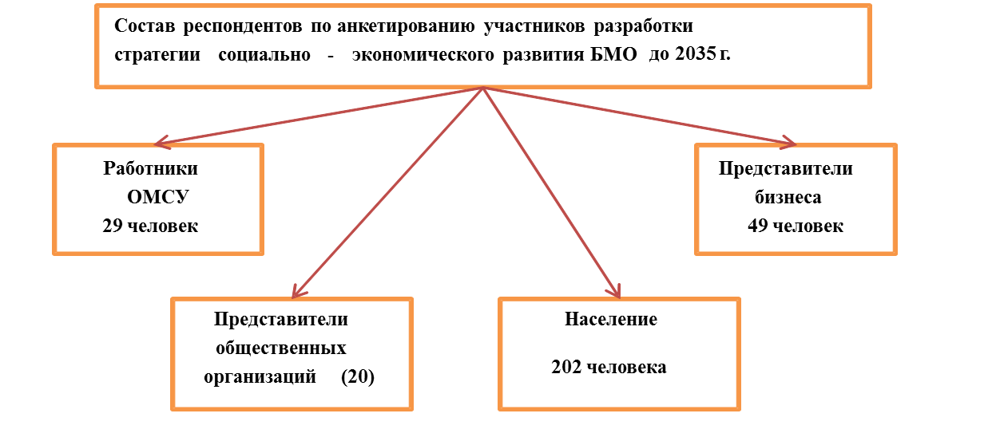 Состав респондентов по анкетированию участников разработки
стратегии социально - экономического развития БМО до 2035 г.
Работники
ОМСУ
29 человек
Представители
бизнеса
49 человек
Представители
общественных
организаций (20)
Население
202 человека